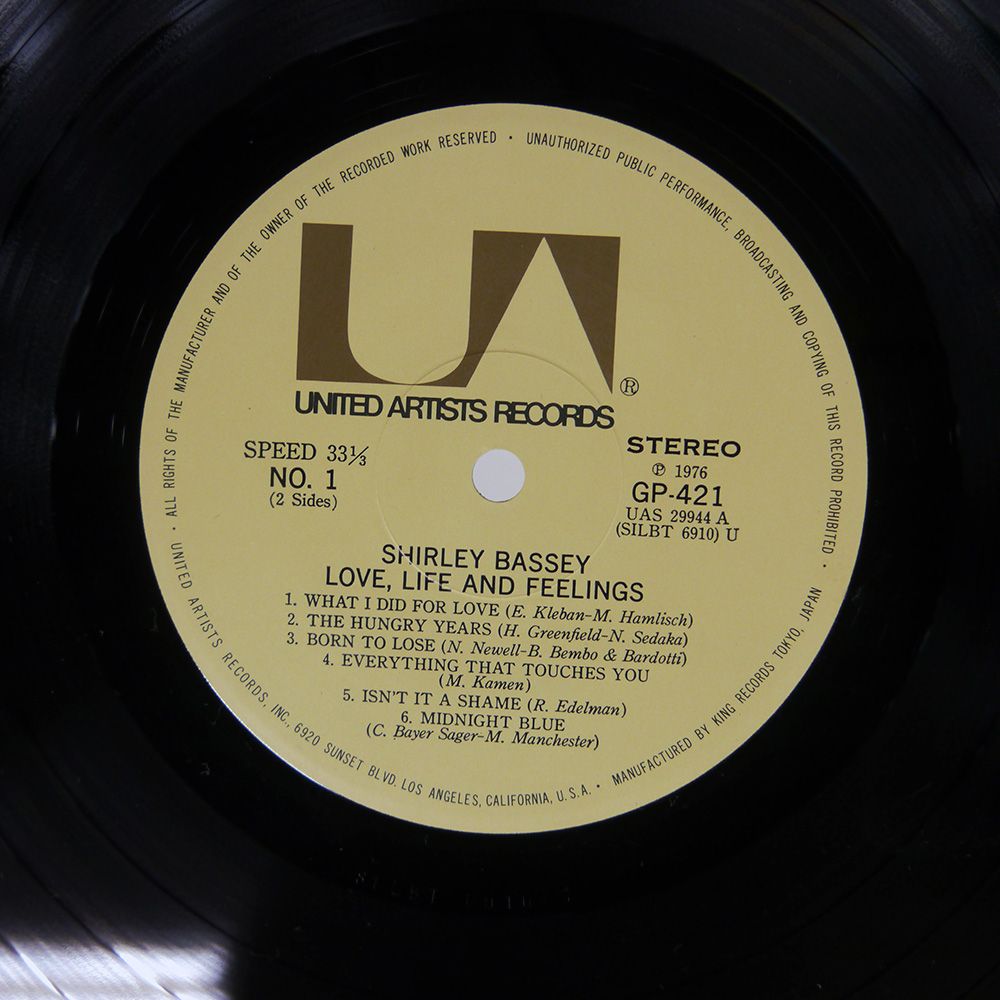 UNITED ARTISTS RECORDS, INC., 6920 SUNSET BLVD. LOS ANGELES, CALIFORNIA, U.S.A. • MANUFACTURED BY KING RECORDS TOKYO, JAPAN
• ALL RIGHTS OF THE MANUFACTURER AND OF THE OWNER OF THE RECORDED WORK RESERVED • UNAUTHORIZED PUBLIC PERFORMANCE, BROADCASTING AND COPYING OF THIS RECORD PROHIBITED •
UA ®
UNITED ARTISTS RECORDS
SPEED 33⅓
NO. 1
(2 Sides)
STEREO
℗ 1976
GP-421
UAS 29944 A
(SILBT 6910) U
SHIRLEY BASSEY
LOVE, LIFE AND FEELINGS
1. WHAT I DID FOR LOVE (E. Kleban-M. Hamlisch)
2. THE HUNGRY YEARS (H. Greenfield-N. Sedaka)
3. BORN TO LOSE (N. Newell-B. Bembo & Bardotti)
4. EVERYTHING THAT TOUCHES YOU
(M. Kamen)
5. ISN'T IT A SHAME (R. Edelman)
6. MIDNIGHT BLUE
(C. Bayer Sager-M. Manchester)